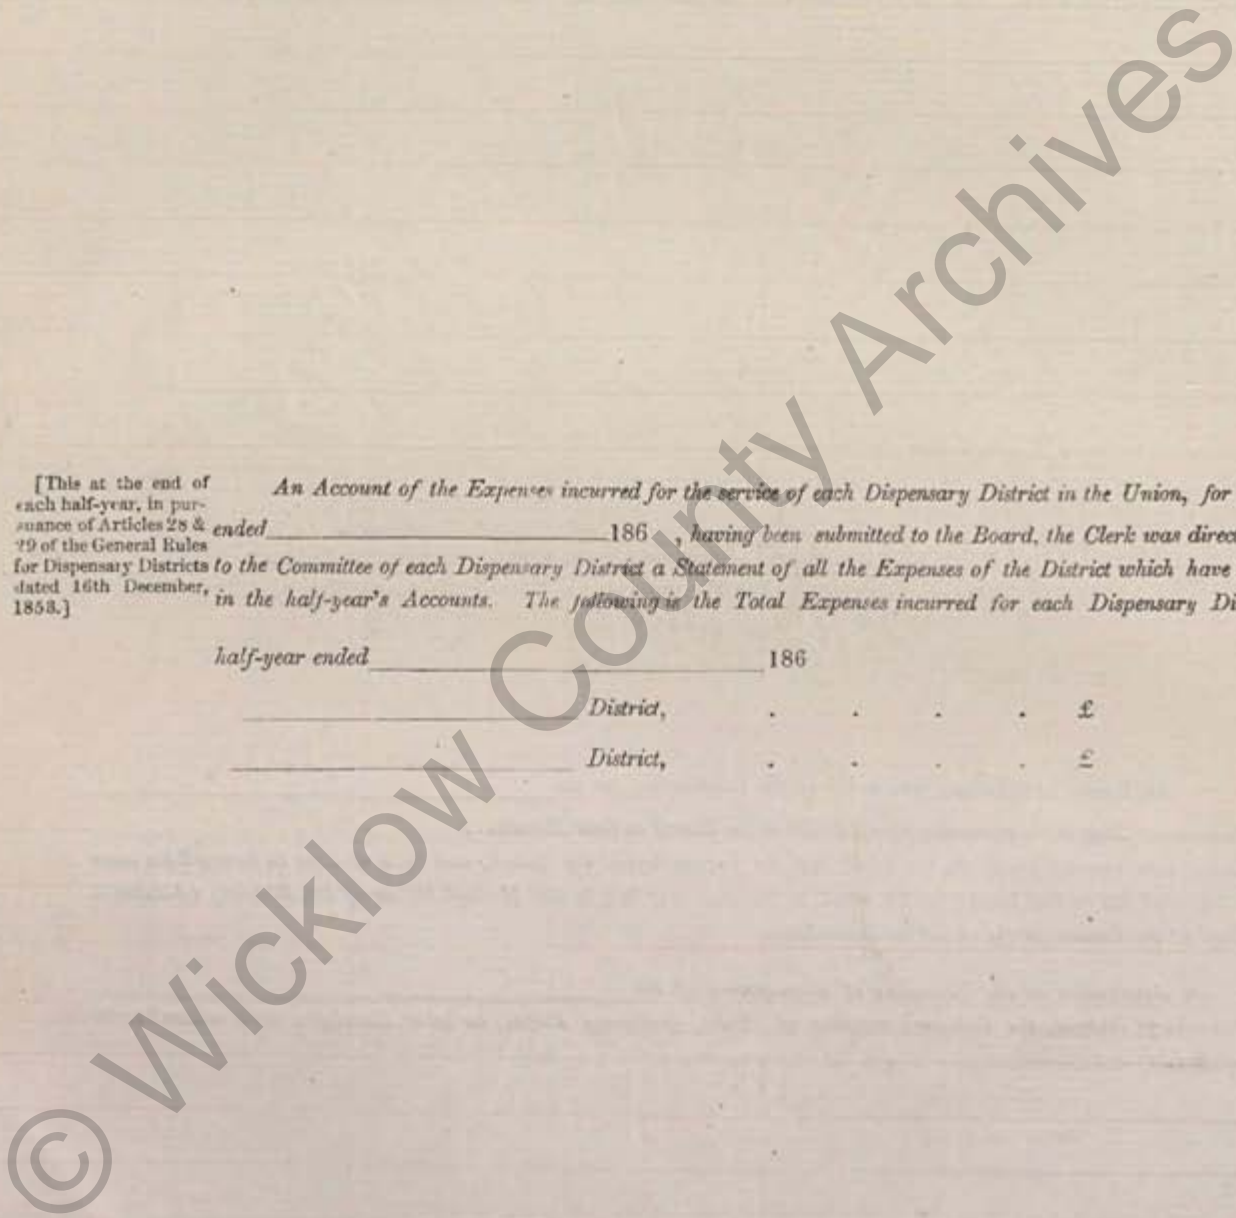 [This at the end of
each half-year, in pur-
suance of Articles 28 &
29 of the General Rules
for Dispensary Districts
dated 16th December,
1853.]
An Account of the Expenses incurred for the service of each Dispensary District in the Union, for
ended 186 , having been submitted to the Board, the Clerk was direc
to the Committee of each Dispensary District a Statement of all the Expenses of the District which have
in the half-year's Accounts. The following is the Total Expenses incurred for each Dispensary Di
half-year ended 186
District, . . . . £
District, . . . . £
© Wicklow County Archives